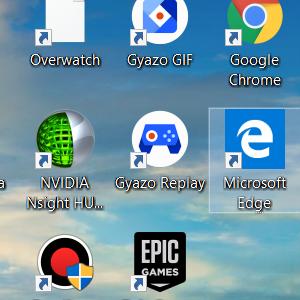 Overwatch
Gyazo GIF
Google
Chrome
a
NVIDIA
Nsight HU...
Gyazo Replay
Microsoft
Edge
EPIC
GAMES